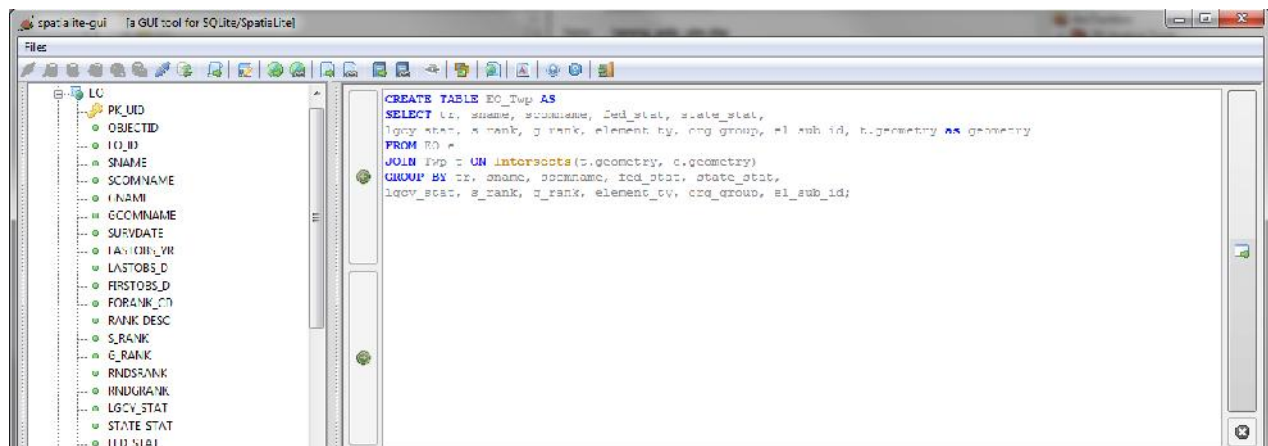 spatialite-gui [a GUI tool for SQLite/SpatiaLite]
Files
EO
PK_UID
OBJECTID
EO_ID
SNAME
SCOMNAME
GNAME
GCOMNAME
SURVDATE
LASTOBS_YR
LASTOBS_D
FIRSTOBS_D
EORANK_CD
RANK DESC
S_RANK
G_RANK
RNDSRANK
RNDGRANK
LGCY_STAT
STATE STAT
FED STAT
CREATE TABLE EO_Twp AS
SELECT tr, sname, scomname, fed_stat, state_stat,
lgcy_stat, s_rank, g_rank, element_ty, org_group, el_sub_id, t.geometry as geometry
FROM EO e
JOIN Twp t ON Intersects(t.geometry, e.geometry)
GROUP BY tr, sname, scomname, fed_stat, state_stat,
lgcy_stat, s_rank, g_rank, element_ty, org_group, el_sub_id;